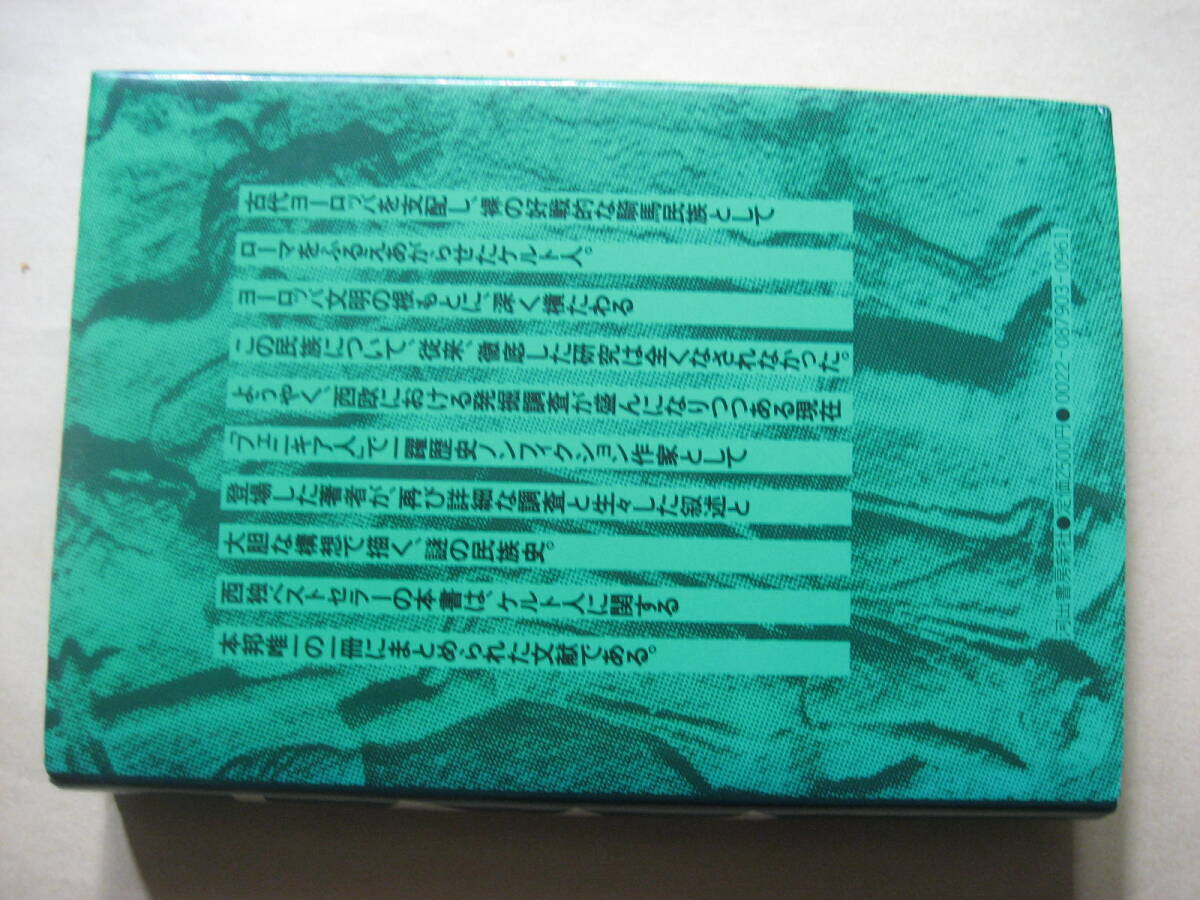 古代ヨーロッパを支配し、裸の好戦的な騎馬民族として
ローマをふるえあがらせたケルト人。
ヨーロッパ文明の根もとに、深く横たわる
この民族について、従来、徹底した研究は全くなされなかった。
ようやく、西欧における発掘調査が盛んになりつつある現在
「フェニキア人」で一躍歴史ノンフィクション作家として
登場した著者が、再び詳細な調査と生々した叙述と
大胆な構想で描く、謎の民族史。
西独ベストセラーの本書は、ケルト人に関する
本邦唯一の一冊にまとめられた文献である。
●定価2500円●0022-087903-0961